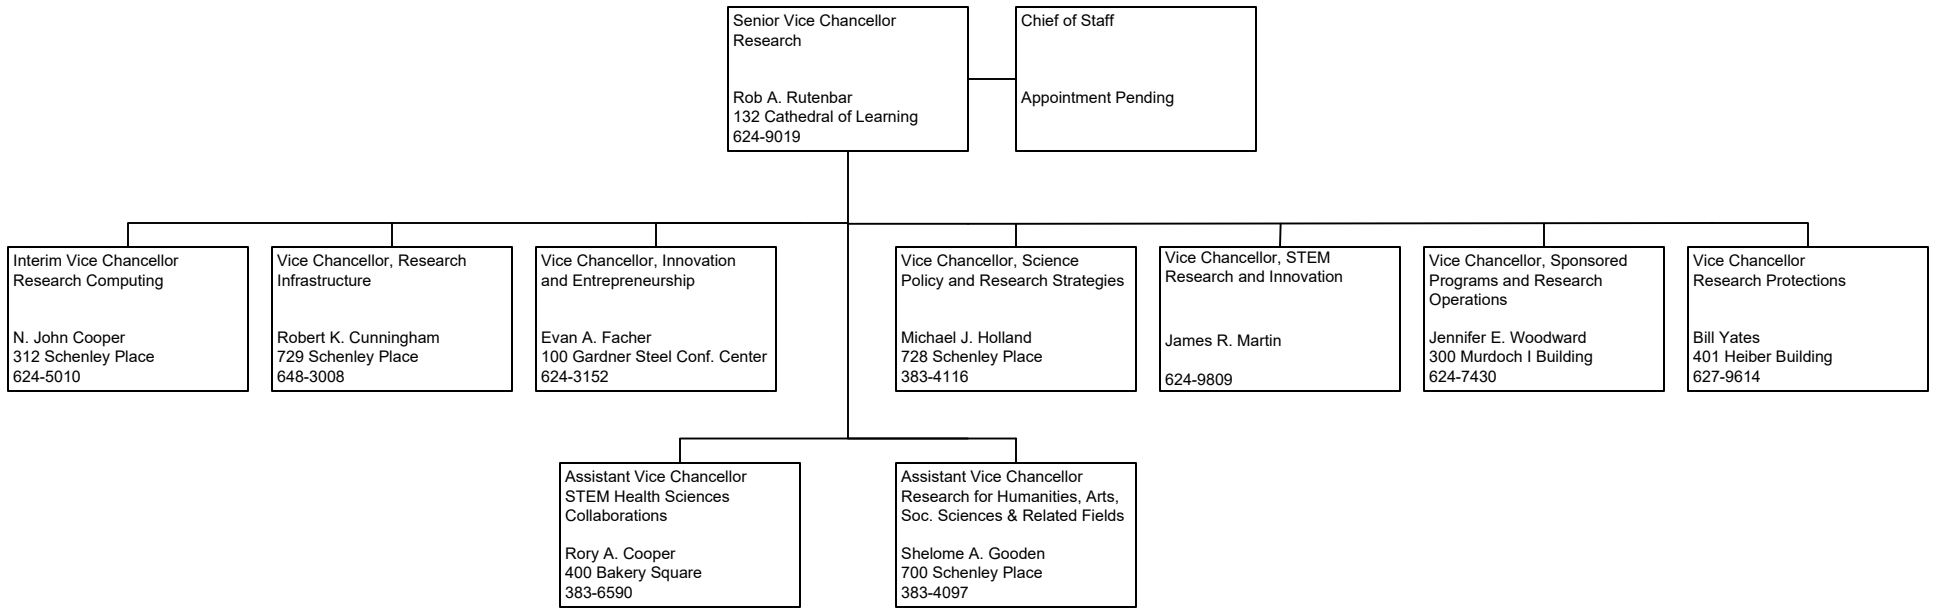 Senior Vice Chancellor
Research
Rob A. Rutenbar
132 Cathedral of Learning
624-9019
Chief of Staff
Appointment Pending
Interim Vice Chancellor
Research Computing
N. John Cooper
312 Schenley Place
624-5010
Vice Chancellor, Research
Infrastructure
Robert K. Cunningham
729 Schenley Place
648-3008
Vice Chancellor, Innovation
and Entrepreneurship
Evan A. Facher
100 Gardner Steel Conf. Center
624-3152
Vice Chancellor, Science
Policy and Research Strategies
Michael J. Holland
728 Schenley Place
383-4116
Vice Chancellor, STEM
Research and Innovation
James R. Martin
624-9809
Vice Chancellor, Sponsored
Programs and Research
Operations
Jennifer E. Woodward
300 Murdoch I Building
624-7430
Vice Chancellor
Research Protections
Bill Yates
401 Heiber Building
627-9614
Assistant Vice Chancellor
STEM Health Sciences
Collaborations
Rory A. Cooper
400 Bakery Square
383-6590
Assistant Vice Chancellor
Research for Humanities, Arts,
Soc. Sciences & Related Fields
Shelome A. Gooden
700 Schenley Place
383-4097